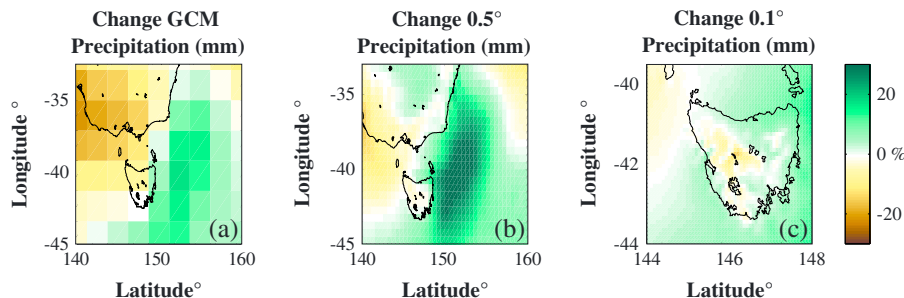 Change GCM
Precipitation (mm)
Change 0.5°
Precipitation (mm)
Change 0.1°
Precipitation (mm)
Longitude°
-35
-40
-45
140
150
160
Latitude°
(a)
Longitude°
-35
-40
-45
140
150
160
Latitude°
(b)
Longitude°
-40
-42
-44
144
146
148
Latitude°
(c)
20
0 %
-20